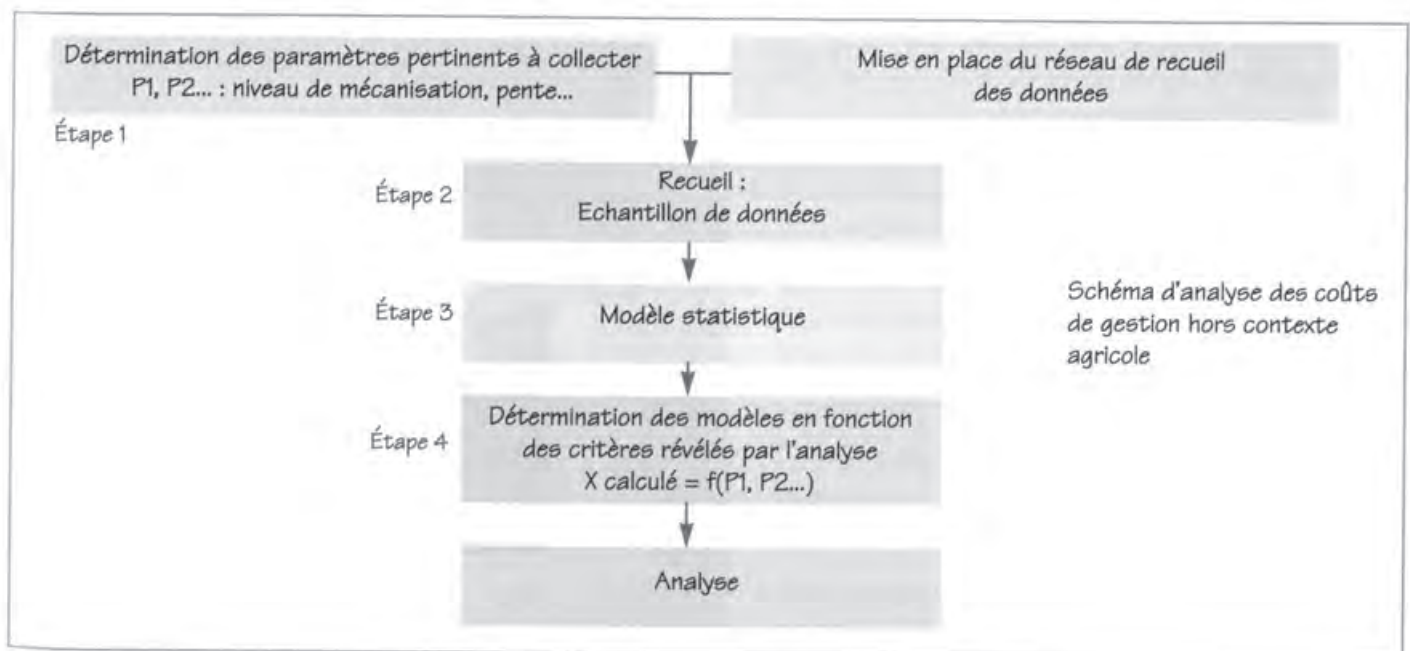 Détermination des paramètres pertinents à collecter
P1, P2... : niveau de mécanisation, pente...
Mise en place du réseau de recueil
des données
Étape 1
Étape 2
Recueil :
Echantillon de données
Étape 3
Modèle statistique
Schéma d'analyse des coûts
de gestion hors contexte
agricole
Étape 4
Détermination des modèles en fonction
des critères révélés par l'analyse
X calculé = f(P1, P2...)
Analyse